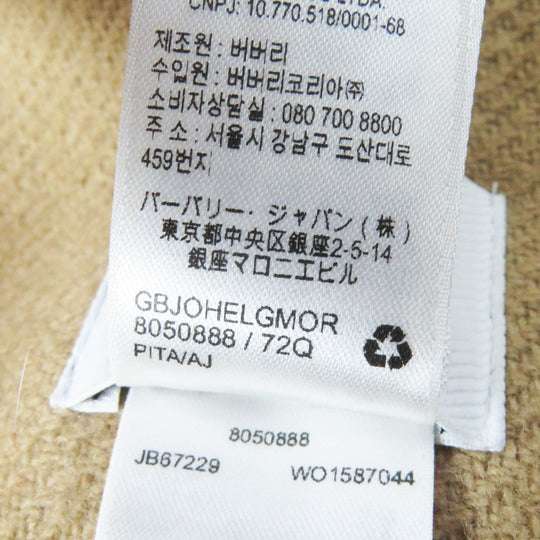 CNPJ: 10.770.518/0001-68
제조원 : 버버리
수입원 : 버버리코리아㈜
소비자상담실 : 080 700 8800
주 소 : 서울시 강남구 도산대로
459번지
バーバリー・ジャパン(株)
東京都中央区銀座2-5-14
銀座マロニエビル
GBJOHELGMOR
8050888 / 72Q
PITA/AJ
8050888
JB67229 WO1587044